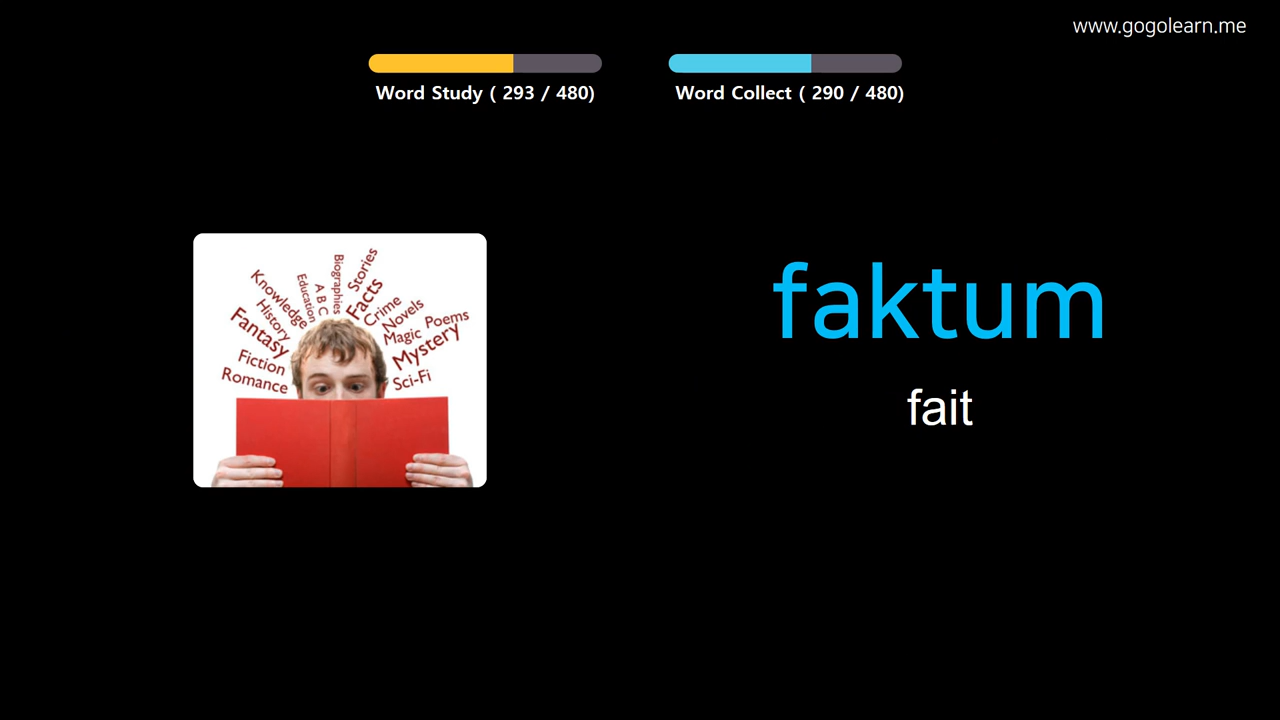 www.gogolearn.me
Word Study ( 293 / 480)
Word Collect ( 290 / 480)
Knowledge
History
Fantasy
Fiction
Romance
Education
A B C
Biographies
Stories
Facts
Crime
Novels
Magic
Poems
Mystery
Sci-Fi
faktum
fait